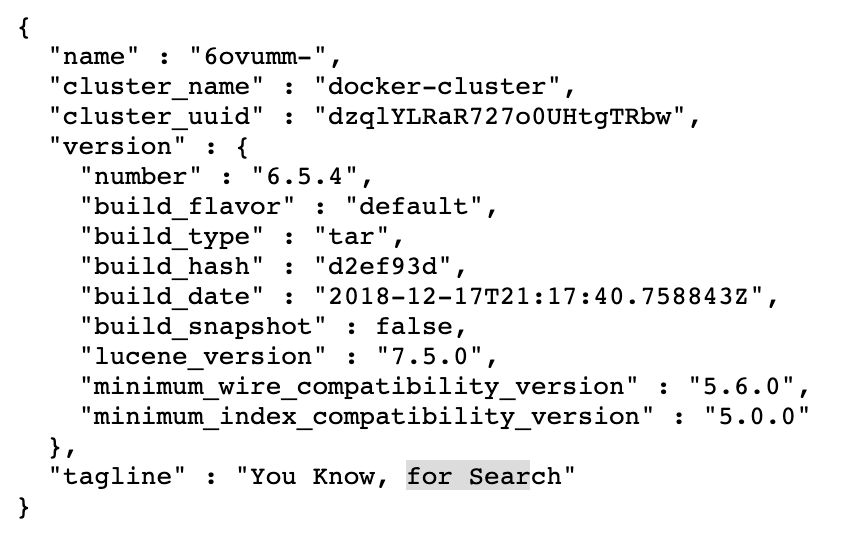 {
"name" : "6ovumm-",
"cluster_name" : "docker-cluster",
"cluster_uuid" : "dzqlYLRaR727o0UHtgTRbw",
"version" : {
"number" : "6.5.4",
"build_flavor" : "default",
"build_type" : "tar",
"build_hash" : "d2ef93d",
"build_date" : "2018-12-17T21:17:40.758843Z",
"build_snapshot" : false,
"lucene_version" : "7.5.0",
"minimum_wire_compatibility_version" : "5.6.0",
"minimum_index_compatibility_version" : "5.0.0"
},
"tagline" : "You Know, for Search"
}